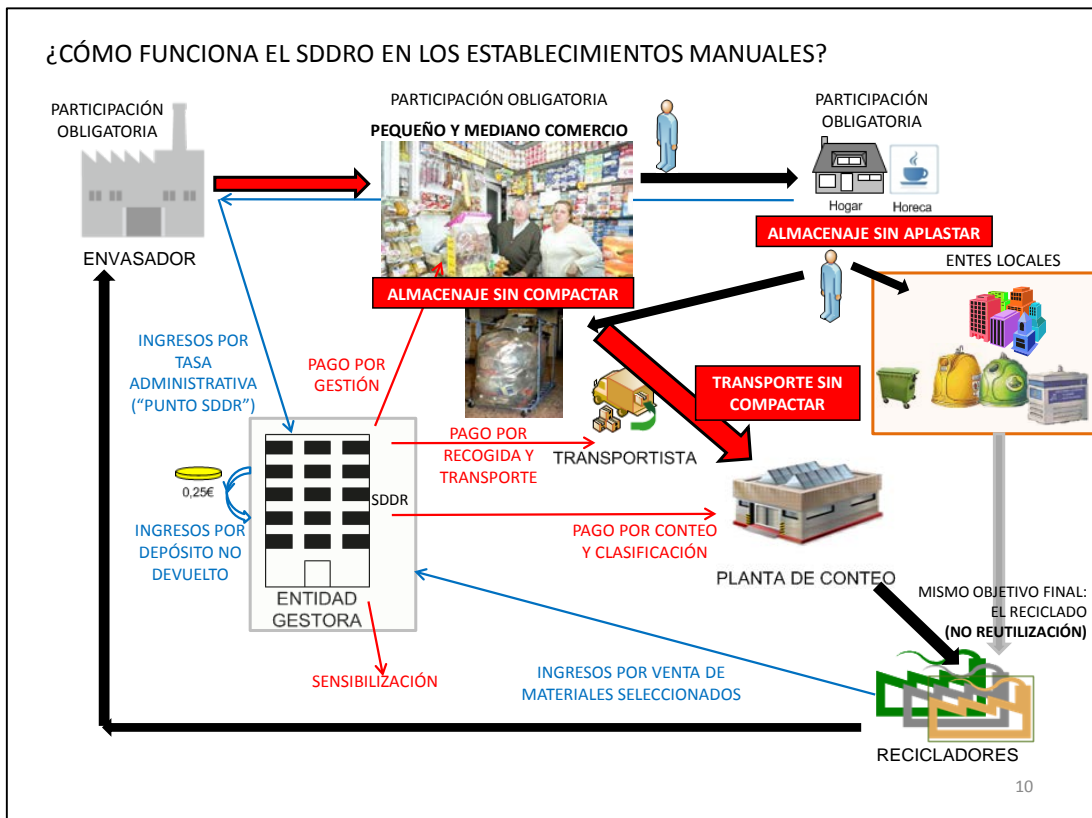 ¿CÓMO FUNCIONA EL SDDRO EN LOS ESTABLECIMIENTOS MANUALES?
PARTICIPACIÓN
OBLIGATORIA
PARTICIPACIÓN OBLIGATORIA
PEQUEÑO Y MEDIANO COMERCIO
PARTICIPACIÓN
OBLIGATORIA
Hogar
Horeca
ENVASADOR
ALMACENAJE SIN APLASTAR
ENTES LOCALES
ALMACENAJE SIN COMPACTAR
INGRESOS POR
TASA
ADMINISTRATIVA
(“PUNTO SDDR”)
PAGO POR
GESTIÓN
TRANSPORTE SIN
COMPACTAR
PAGO POR
RECOGIDA Y
TRANSPORTE
TRANSPORTISTA
0,25€
SDDR
INGRESOS POR
DEPÓSITO NO
DEVUELTO
PAGO POR CONTEO
Y CLASIFICACIÓN
PLANTA DE CONTEO
ENTIDAD
GESTORA
MISMO OBJETIVO FINAL:
EL RECICLADO
(NO REUTILIZACIÓN)
SENSIBILIZACIÓN
INGRESOS POR VENTA DE
MATERIALES SELECCIONADOS
RECICLADORES
10